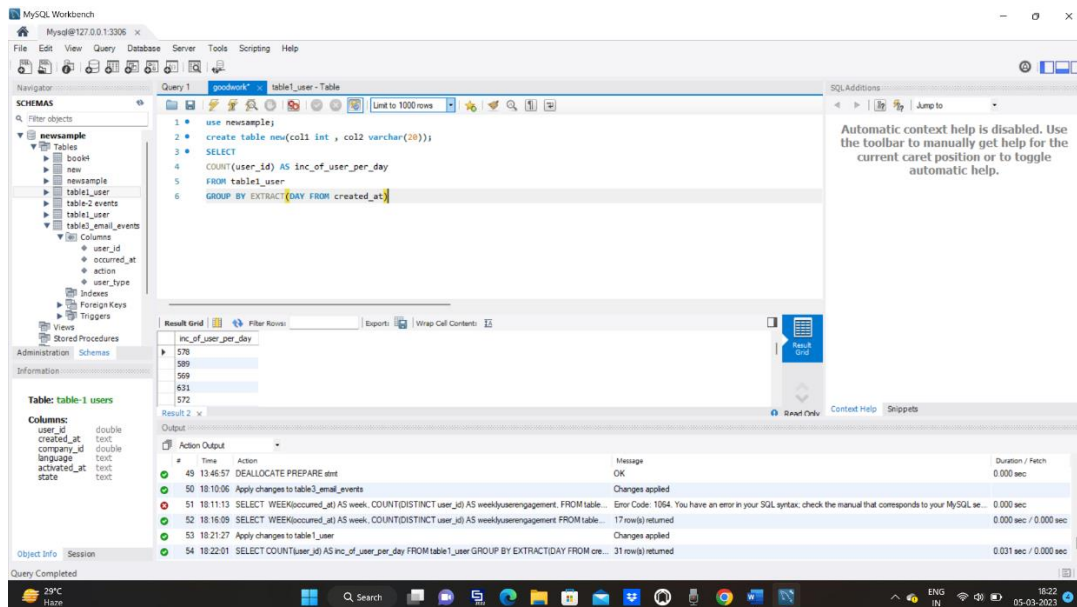 MySQL Workbench
Mysql@127.0.0.1:3306 ×
File Edit View Query Database Server Tools Scripting Help
Navigator
SCHEMAS
Filter objects
newsample
Tables
book4
new
newsample
table1_user
table-2 events
table1_user
table3_email_events
Columns
user_id
occurred_at
action
user_type
Indexes
Foreign Keys
Triggers
Views
Stored Procedures
Administration Schemas
Information
Table: table-1 users
Columns:
user_id double
created_at text
company_id double
language text
activated_at text
state text
Object Info Session
Query 1 goodwork* × table1_user - Table
Limit to 1000 rows
1 use newsample;
2 create table new(col1 int , col2 varchar(20));
3 SELECT
4 COUNT(user_id) AS inc_of_user_per_day
5 FROM table1_user
6 GROUP BY EXTRACT(DAY FROM created_at)
Result Grid Filter Rows: Export: Wrap Cell Content:
inc_of_user_per_day
578
589
569
631
572
Result Grid
Result 2 × Read Only
SQLAdditions
Jump to
Automatic context help is disabled. Use
the toolbar to manually get help for the
current caret position or to toggle
automatic help.
Context Help Snippets
Output
Action Output
# Time Action Message Duration / Fetch
49 13:46:57 DEALLOCATE PREPARE stmt OK 0.000 sec
50 18:10:06 Apply changes to table3_email_events Changes applied
51 18:11:13 SELECT WEEK(occurred_at) AS week, COUNT(DISTINCT user_id) AS weeklyuserengagement, FROM table... Error Code: 1064. You have an error in your SQL syntax; check the manual that corresponds to your MySQL se... 0.000 sec
52 18:16:09 SELECT WEEK(occurred_at) AS week, COUNT(DISTINCT user_id) AS weeklyuserengagement FROM table... 17 row(s) returned 0.000 sec / 0.000 sec
53 18:21:27 Apply changes to table1_user Changes applied
54 18:22:01 SELECT COUNT(user_id) AS inc_of_user_per_day FROM table1_user GROUP BY EXTRACT(DAY FROM cre... 31 row(s) returned 0.031 sec / 0.000 sec
Query Completed
29°C
Haze
Search
ENG
IN
18:22
05-03-2023